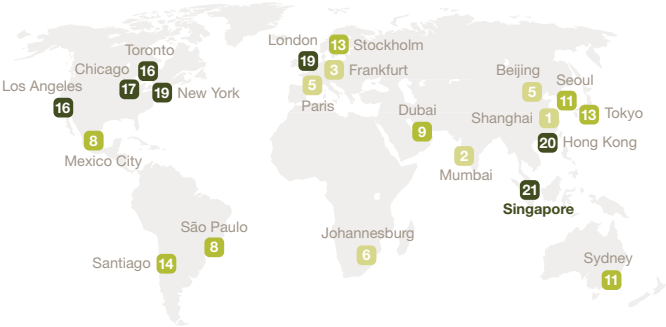 London
19
13
Stockholm
Toronto
16
Chicago
17
19
New York
3
Frankfurt
Beijing
5
Seoul
11
Los Angeles
16
5
Paris
Dubai
9
Shanghai
1
13
Tokyo
8
Mexico City
2
Mumbai
20
Hong Kong
21
Singapore
São Paulo
8
Johannesburg
6
Santiago
14
Sydney
11